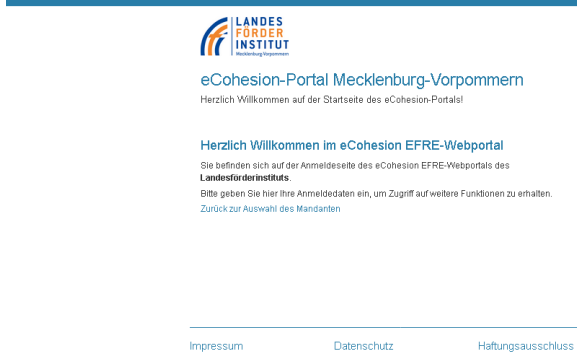 LANDES
FÖRDER
INSTITUT
Mecklenburg-Vorpommern
eCohesion-Portal Mecklenburg-Vorpommern
Herzlich Willkommen auf der Startseite des eCohesion-Portals!
Herzlich Willkommen im eCohesion EFRE-Webportal
Sie befinden sich auf der Anmeldeseite des eCohesion EFRE-Webportals des
Landesförderinstituts.
Bitte geben Sie hier Ihre Anmeldedaten ein, um Zugriff auf weitere Funktionen zu erhalten.
Zurück zur Auswahl des Mandanten
Impressum Datenschutz Haftungsausschluss